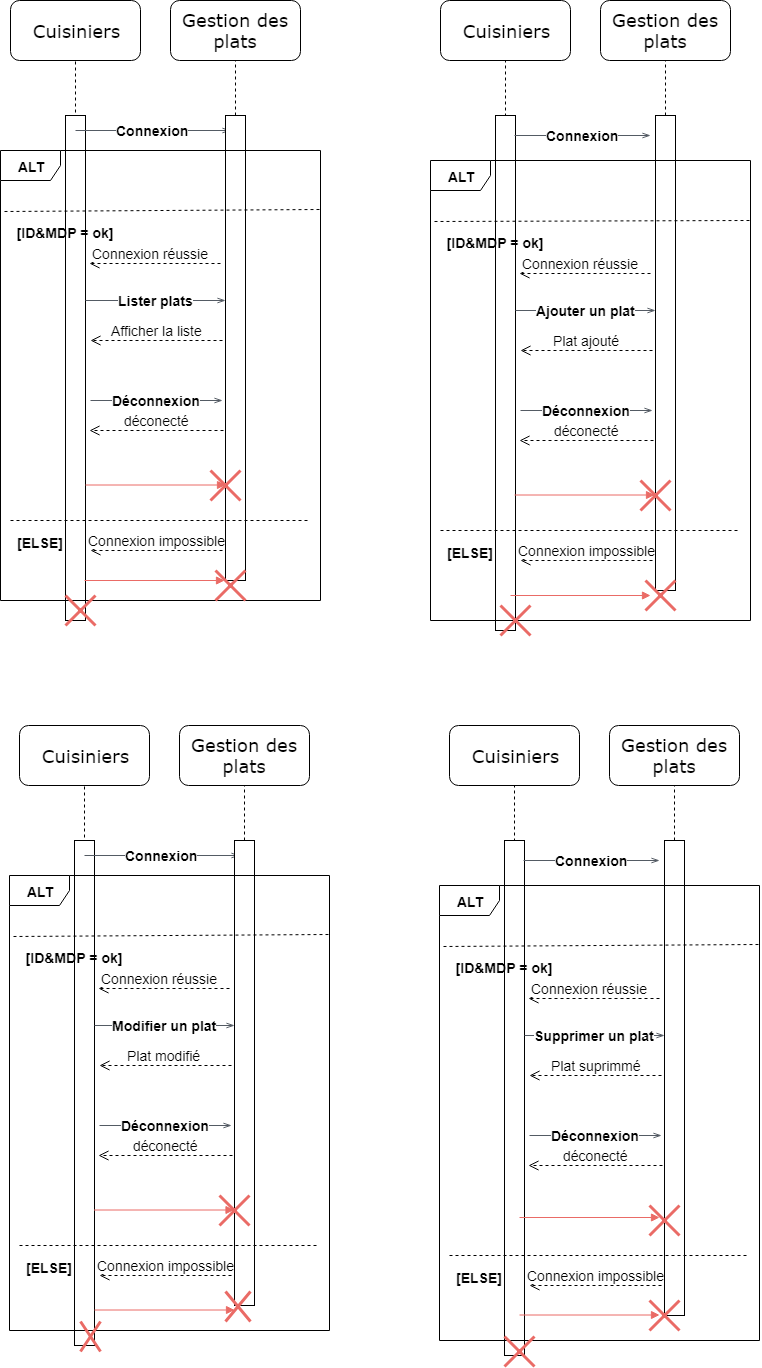 Cuisiniers
Gestion des
plats
Connexion
ALT
[ID&MDP = ok]
Connexion réussie
Lister plats
Afficher la liste
Déconnexion
déconecté
[ELSE]
Connexion impossible
Cuisiniers
Gestion des
plats
Connexion
ALT
[ID&MDP = ok]
Connexion réussie
Ajouter un plat
Plat ajouté
Déconnexion
déconecté
[ELSE]
Connexion impossible
Cuisiniers
Gestion des
plats
Connexion
ALT
[ID&MDP = ok]
Connexion réussie
Modifier un plat
Plat modifié
Déconnexion
déconecté
[ELSE]
Connexion impossible
Cuisiniers
Gestion des
plats
Connexion
ALT
[ID&MDP = ok]
Connexion réussie
Supprimer un plat
Plat suprimmé
Déconnexion
déconecté
[ELSE]
Connexion impossible